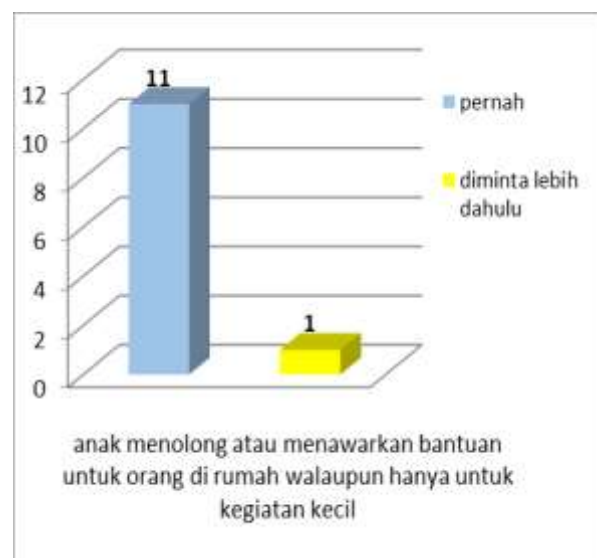 11
12
10
8
6
4
2
0
1
pernah
diminta lebih
dahulu
anak menolong atau menawarkan bantuan
untuk orang di rumah walaupun hanya untuk
kegiatan kecil